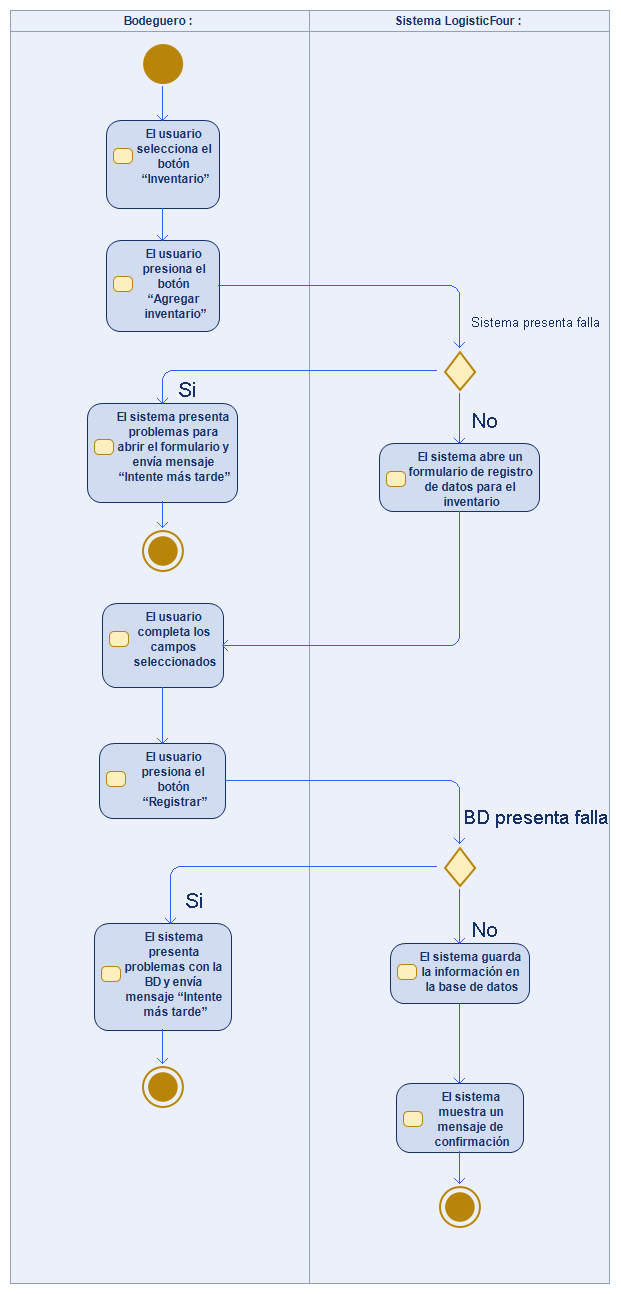 Bodeguero :
Sistema LogisticFour :
El usuario
selecciona el
botón
“Inventario”
El usuario
presiona el
botón
“Agregar
inventario”
Sistema presenta falla
Si
No
El sistema presenta
problemas para
abrir el formulario y
envía mensaje
“Intente más tarde”
El sistema abre un
formulario de registro
de datos para el
inventario
El usuario
completa los
campos
seleccionados
El usuario
presiona el
botón
“Registrar”
BD presenta falla
Si
No
El sistema
presenta
problemas con la
BD y envía
mensaje “Intente
más tarde”
El sistema guarda
la información en
la base de datos
El sistema
muestra un
mensaje de
confirmación